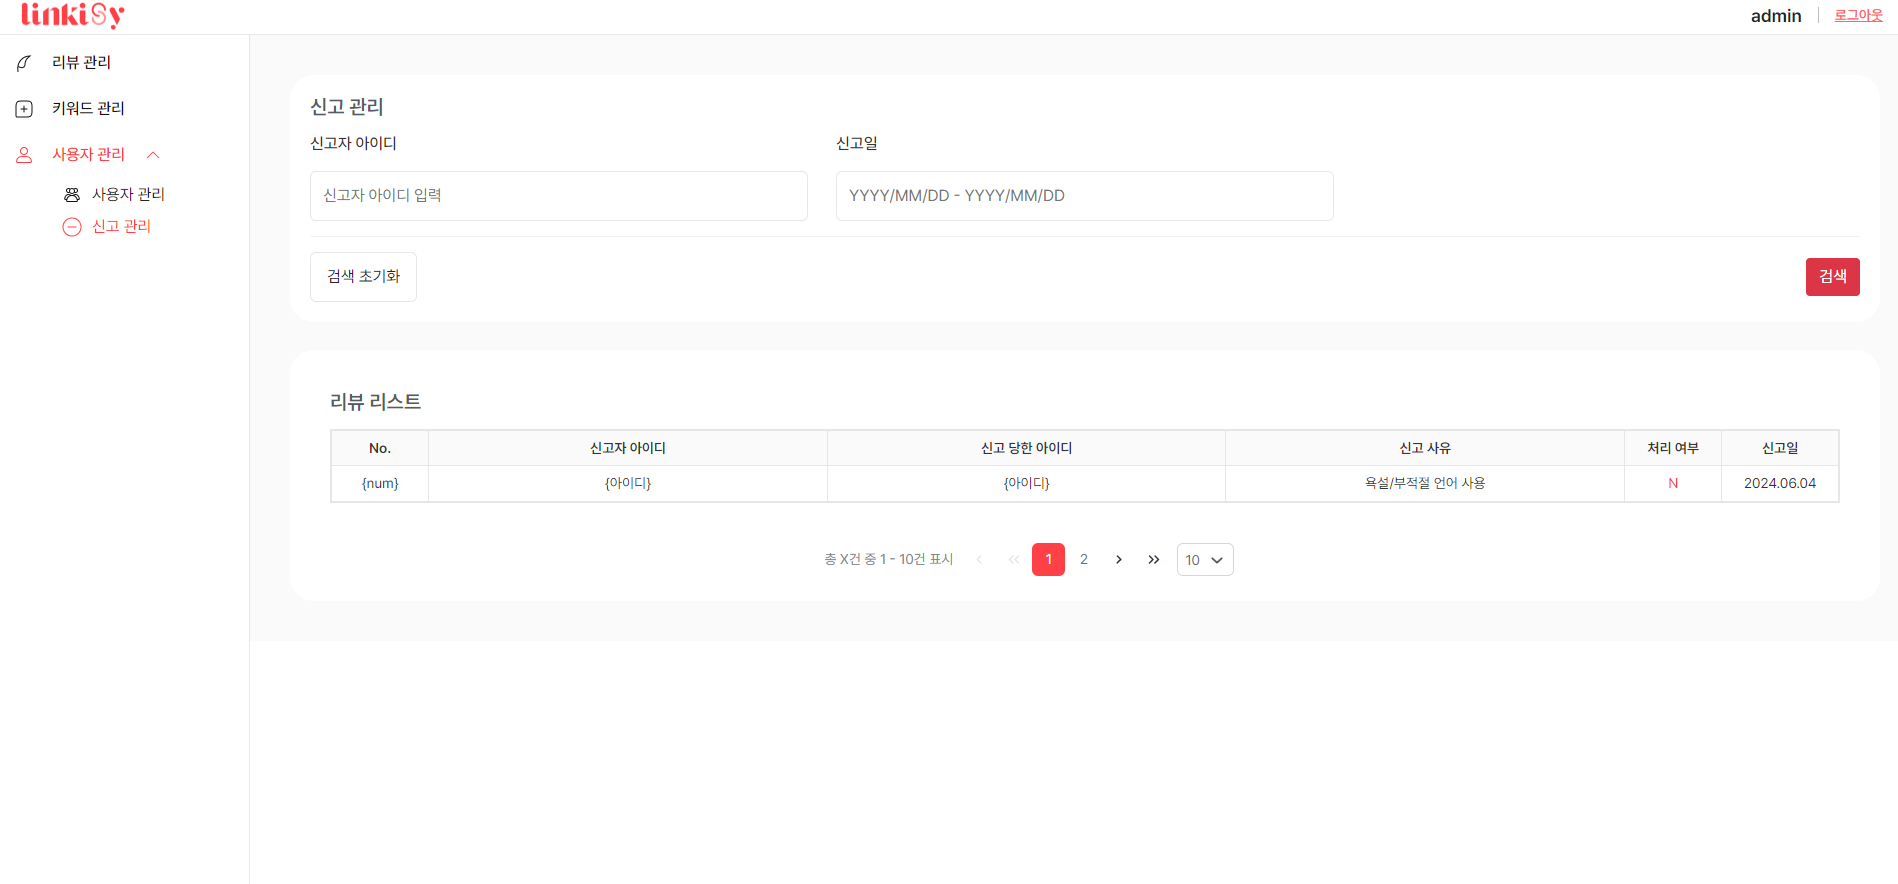 linkiSy
admin
로그아웃
리뷰 관리
키워드 관리
사용자 관리
사용자 관리
신고 관리
신고 관리
신고자 아이디 신고일
신고자 아이디 입력 YYYY/MM/DD - YYYY/MM/DD
검색 초기화 검색
리뷰 리스트
No. 신고자 아이디 신고 당한 아이디 신고 사유 처리 여부 신고일
{num} {아이디} {아이디} 욕설/부적절 언어 사용 N 2024.06.04
총 X건 중 1 - 10건 표시 ‹ « 1 2 › » 10